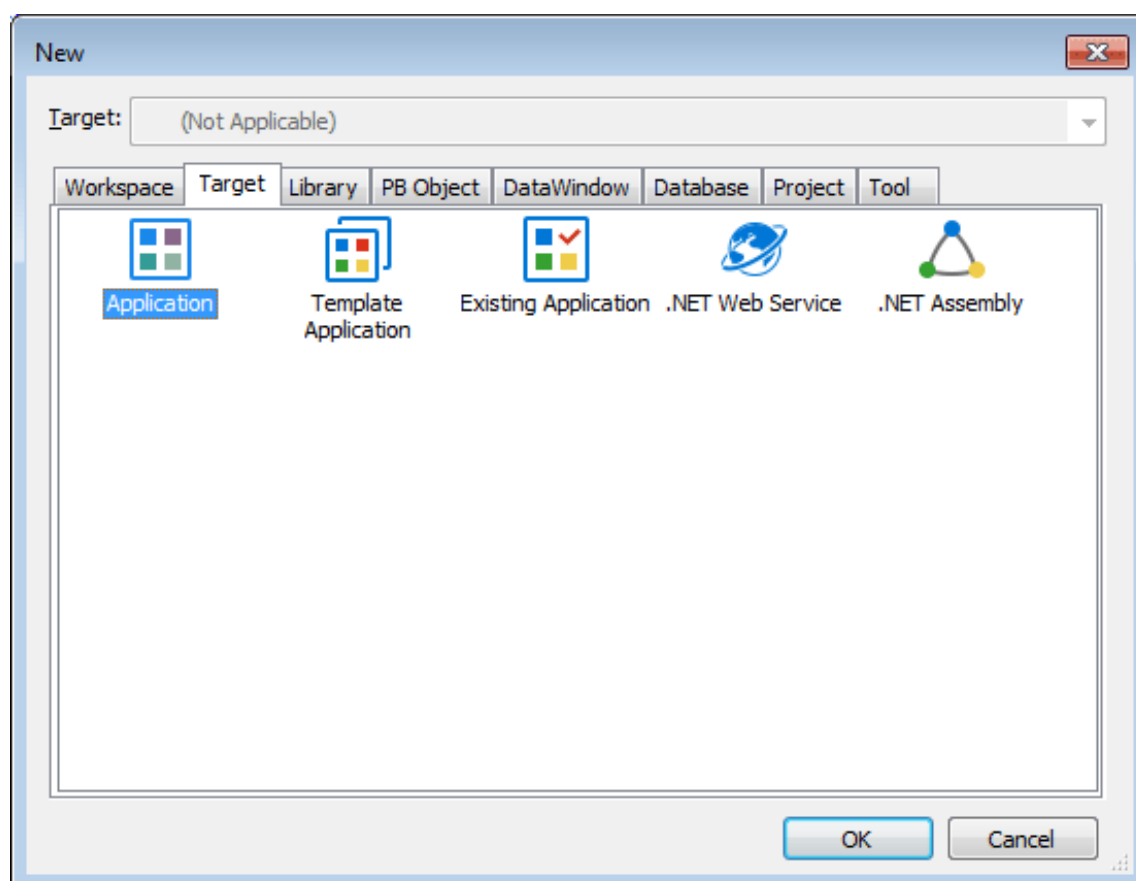 New
Target: (Not Applicable)
Workspace Target Library PB Object DataWindow Database Project Tool
Application Template Existing Application .NET Web Service .NET Assembly
Application
OK Cancel